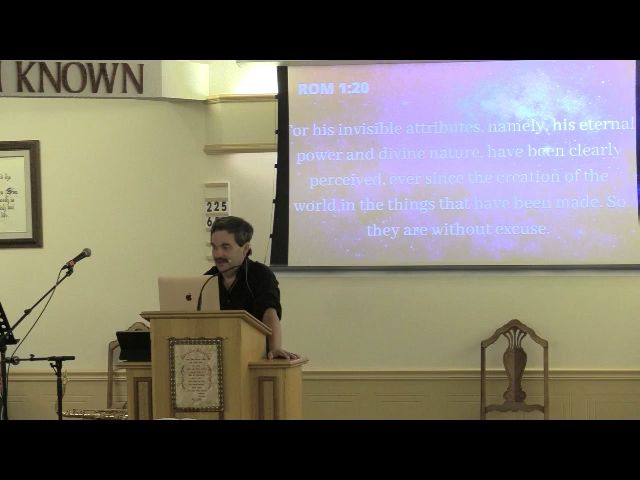 KNOWN
ROM 1:20
or his invisible attributes, namely, his eternal
power and divine nature, have been clearly
perceived, ever since the creation of the
world,in the things that have been made. So
they are without excuse.
225